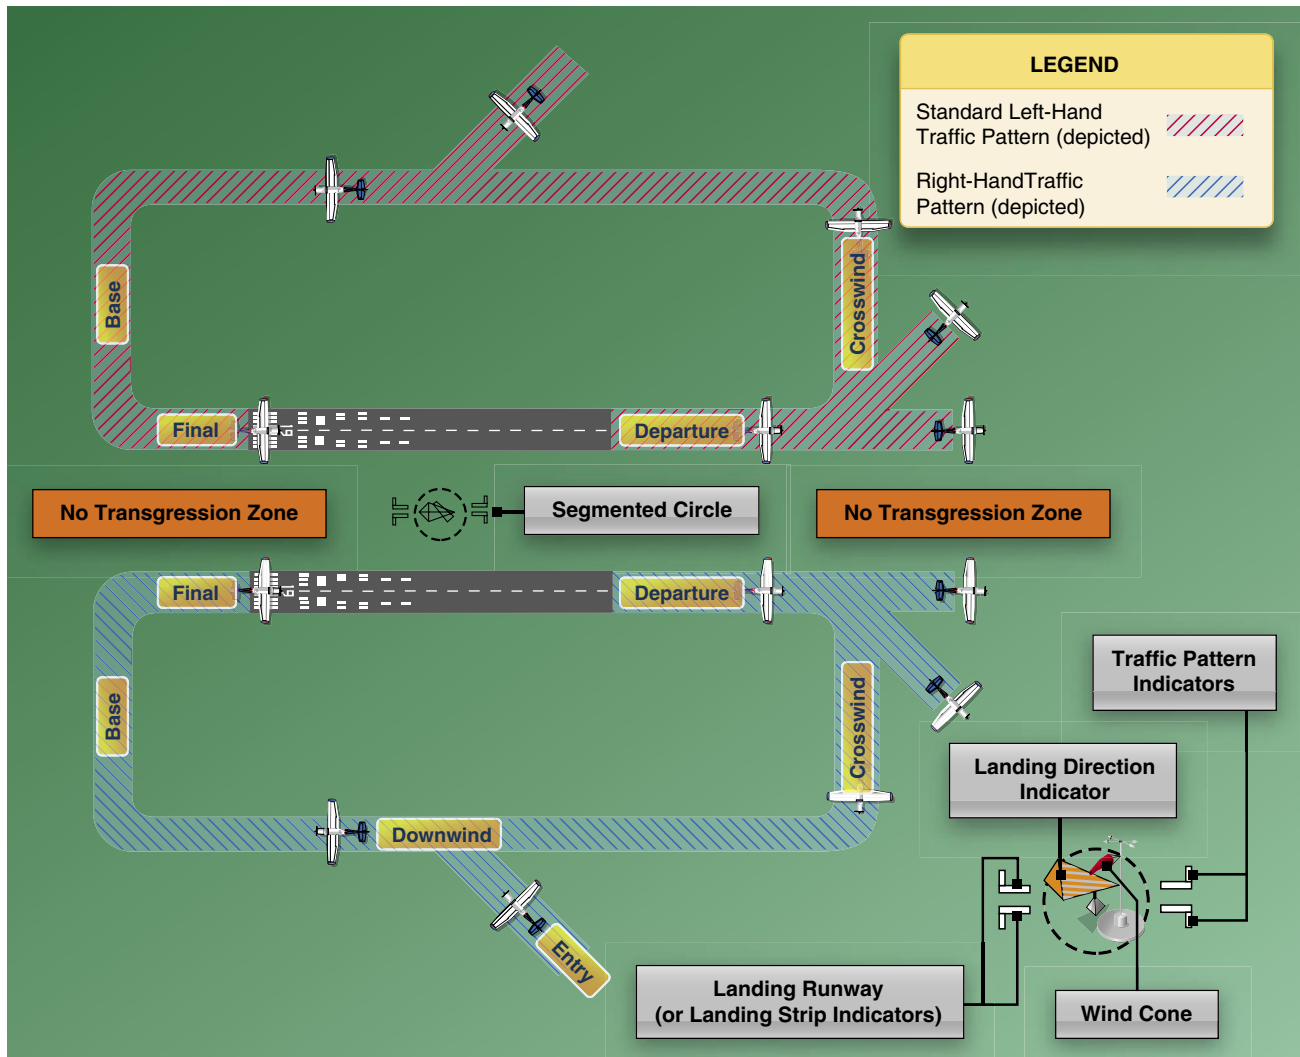 LEGEND
Standard Left-Hand
Traffic Pattern (depicted)
Right-HandTraffic
Pattern (depicted)
Base
Crosswind
Final
Departure
No Transgression Zone
Segmented Circle
No Transgression Zone
Final
Departure
Base
Crosswind
Downwind
Entry
Traffic Pattern
Indicators
Landing Direction
Indicator
Landing Runway
(or Landing Strip Indicators)
Wind Cone